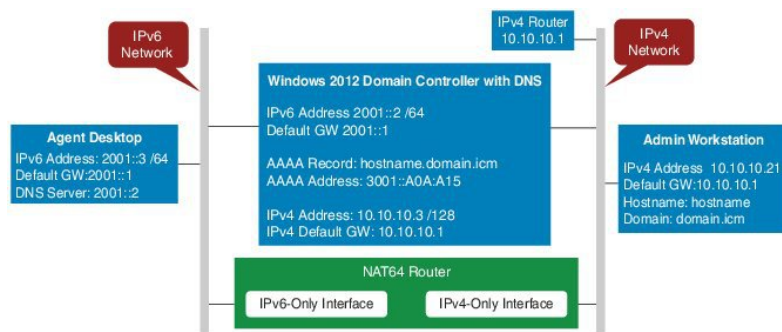 IPv6
Network
IPv4 Router
10.10.10.1
IPv4
Network
Windows 2012 Domain Controller with DNS
IPv6 Address 2001::2 /64
Default GW 2001::1
AAAA Record: hostname.domain.icm
AAAA Address: 3001::A0A:A15
IPv4 Address: 10.10.10.3 /128
IPv4 Default GW: 10.10.10.1
Agent Desktop
IPv6 Address: 2001::3 /64
Default GW:2001::1
DNS Server: 2001::2
Admin Workstation
IPv4 Address 10.10.10.21
Default GW:10.10.10.1
Hostname: hostname
Domain: domain.icm
NAT64 Router
IPv6-Only Interface
IPv4-Only Interface